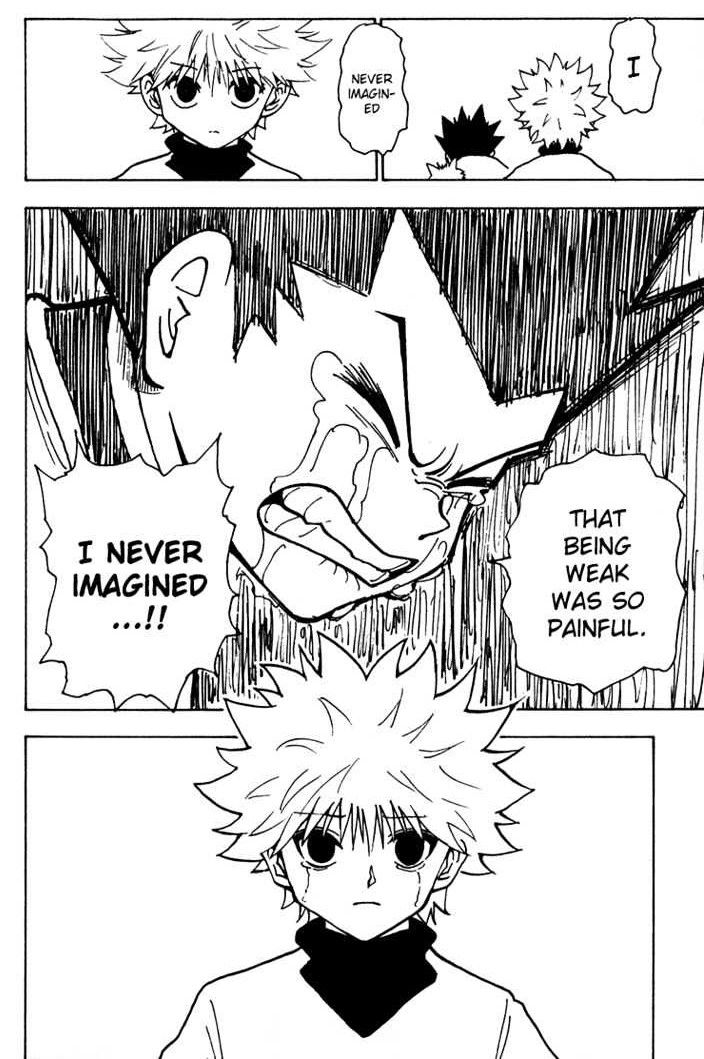 I
NEVER
IMAGIN-
ED
THAT
BEING
WEAK
WAS SO
PAINFUL.
I NEVER
IMAGINED
...!!